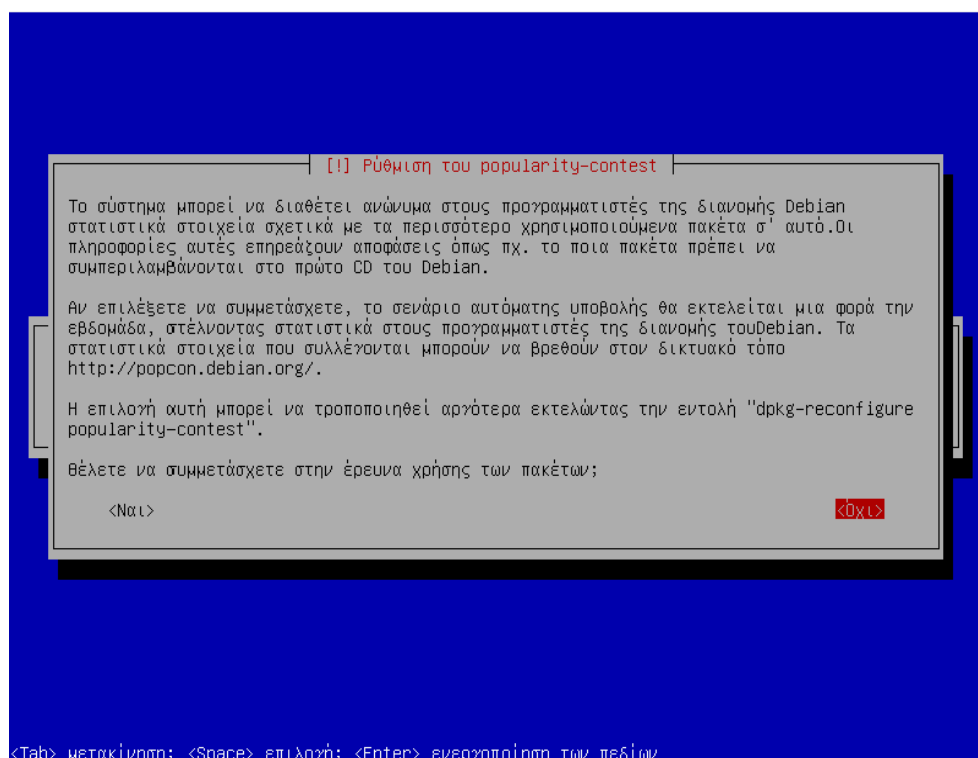 [!] Ρύθμιση του popularity-contest
Το σύστημα μπορεί να διαθέτει ανώνυμα στους προγραμματιστές της διανομής Debian
στατιστικά στοιχεία σχετικά με τα περισσότερο χρησιμοποιούμενα πακέτα σ' αυτό.Οι
πληροφορίες αυτές επηρεάζουν αποφάσεις όπως πχ. το ποια πακέτα πρέπει να
συμπεριλαμβάνονται στο πρώτο CD του Debian.
Αν επιλέξετε να συμμετάσχετε, το σενάριο αυτόματης υποβολής θα εκτελείται μια φορά την
εβδομάδα, στέλνοντας στατιστικά στους προγραμματιστές της διανομής τουDebian. Τα
στατιστικά στοιχεία που συλλέγονται μπορούν να βρεθούν στον δικτυακό τόπο
http://popcon.debian.org/.
Η επιλογή αυτή μπορεί να τροποποιηθεί αργότερα εκτελώντας την εντολή "dpkg-reconfigure
popularity-contest".
Θέλετε να συμμετάσχετε στην έρευνα χρήσης των πακέτων;
<Ναι> <Όχι>
<Tab> μετακίνηση; <Space> επιλογή; <Enter> ενεργοποίηση των πεδίων